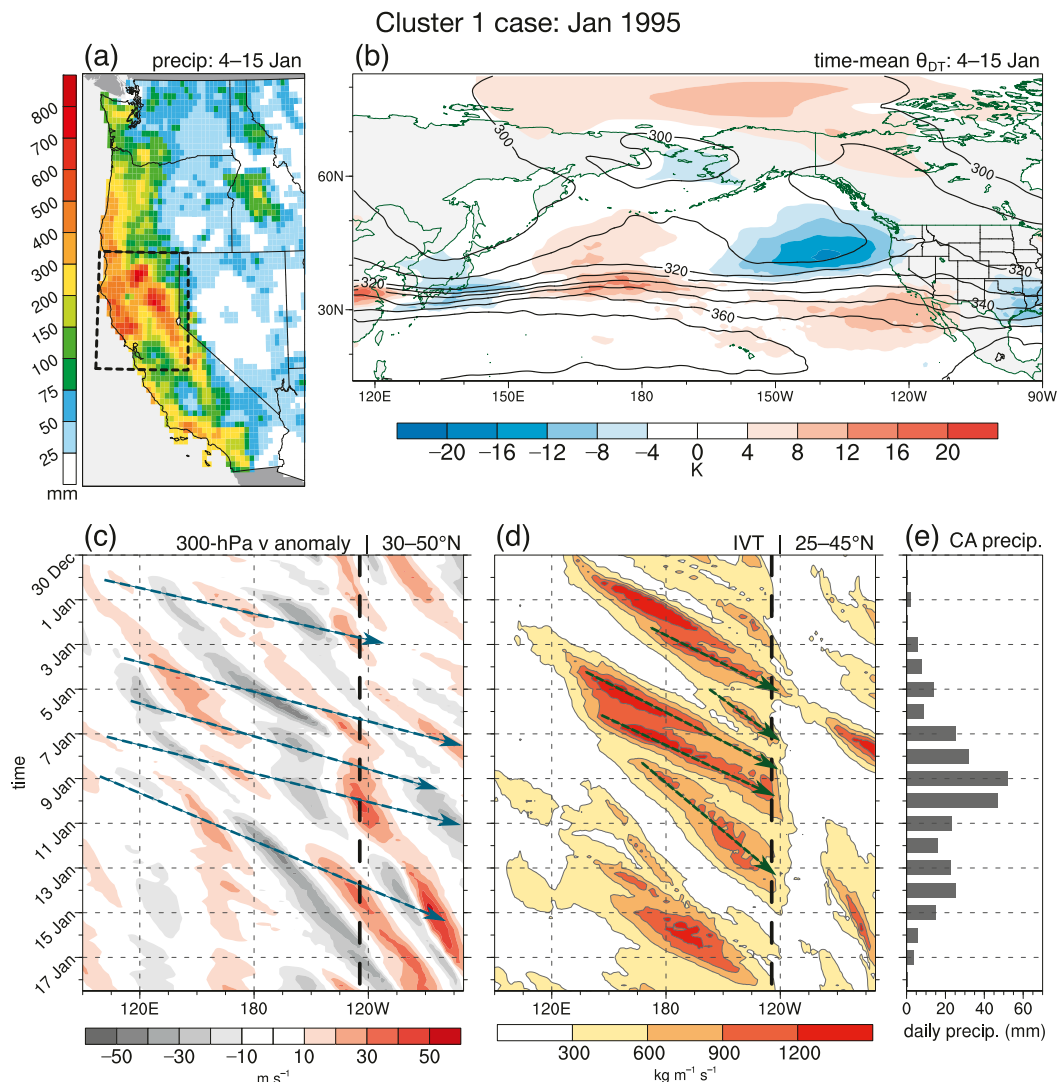 Cluster 1 case: Jan 1995
(a) precip: 4–15 Jan
800
700
600
500
400
300
200
150
100
75
50
25
mm
(b) time-mean θDT: 4–15 Jan
300
300
300
320
320
340
360
60N
30N
120E 150E 180 150W 120W 90W
−20 −16 −12 −8 −4 0 4 8 12 16 20
K
(c) 300-hPa v anomaly | 30–50°N
time
30 Dec
1 Jan
3 Jan
5 Jan
7 Jan
9 Jan
11 Jan
13 Jan
15 Jan
17 Jan
120E 180 120W
−50 −30 −10 10 30 50
m s⁻¹
(d) IVT | 25–45°N
120E 180 120W
300 600 900 1200
kg m⁻¹ s⁻¹
(e) CA precip.
0 20 40 60
daily precip. (mm)